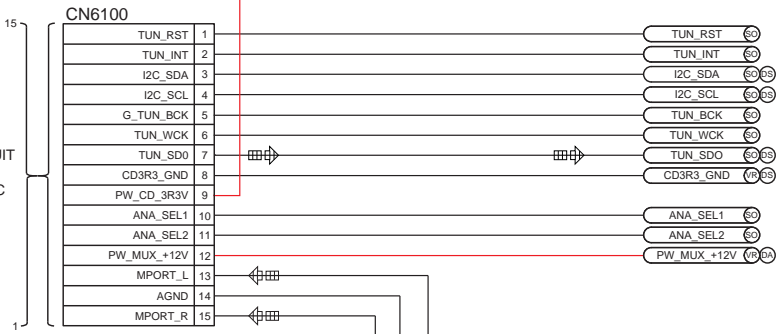 CN6100
15
TUN_RST 1 TUN_RST SO
TUN_INT 2 TUN_INT SO
I2C_SDA 3 I2C_SDA SO DS
I2C_SCL 4 I2C_SCL SO DS
G_TUN_BCK 5 TUN_BCK SO
TUN_WCK 6 TUN_WCK SO
TUN_SD0 7 TUN_SDO SO DS
CD3R3_GND 8 CD3R3_GND VR DS
PW_CD_3R3V 9
ANA_SEL1 10 ANA_SEL1 SO
ANA_SEL2 11 ANA_SEL2 SO
PW_MUX_+12V 12 PW_MUX_+12V VR DA
MPORT_L 13
AGND 14
MPORT_R 15
1